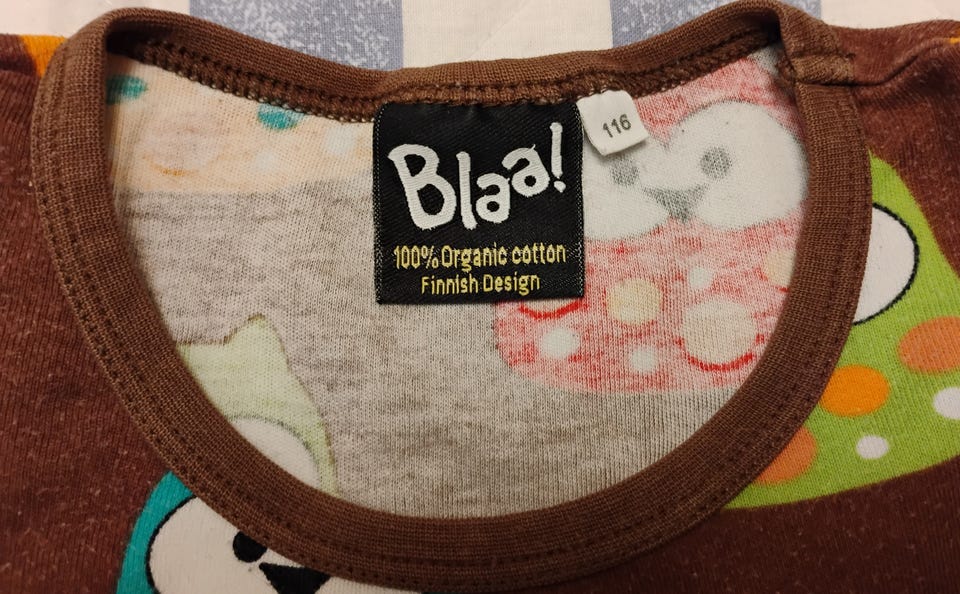 Blaa!
116
100% Organic cotton
Finnish Design